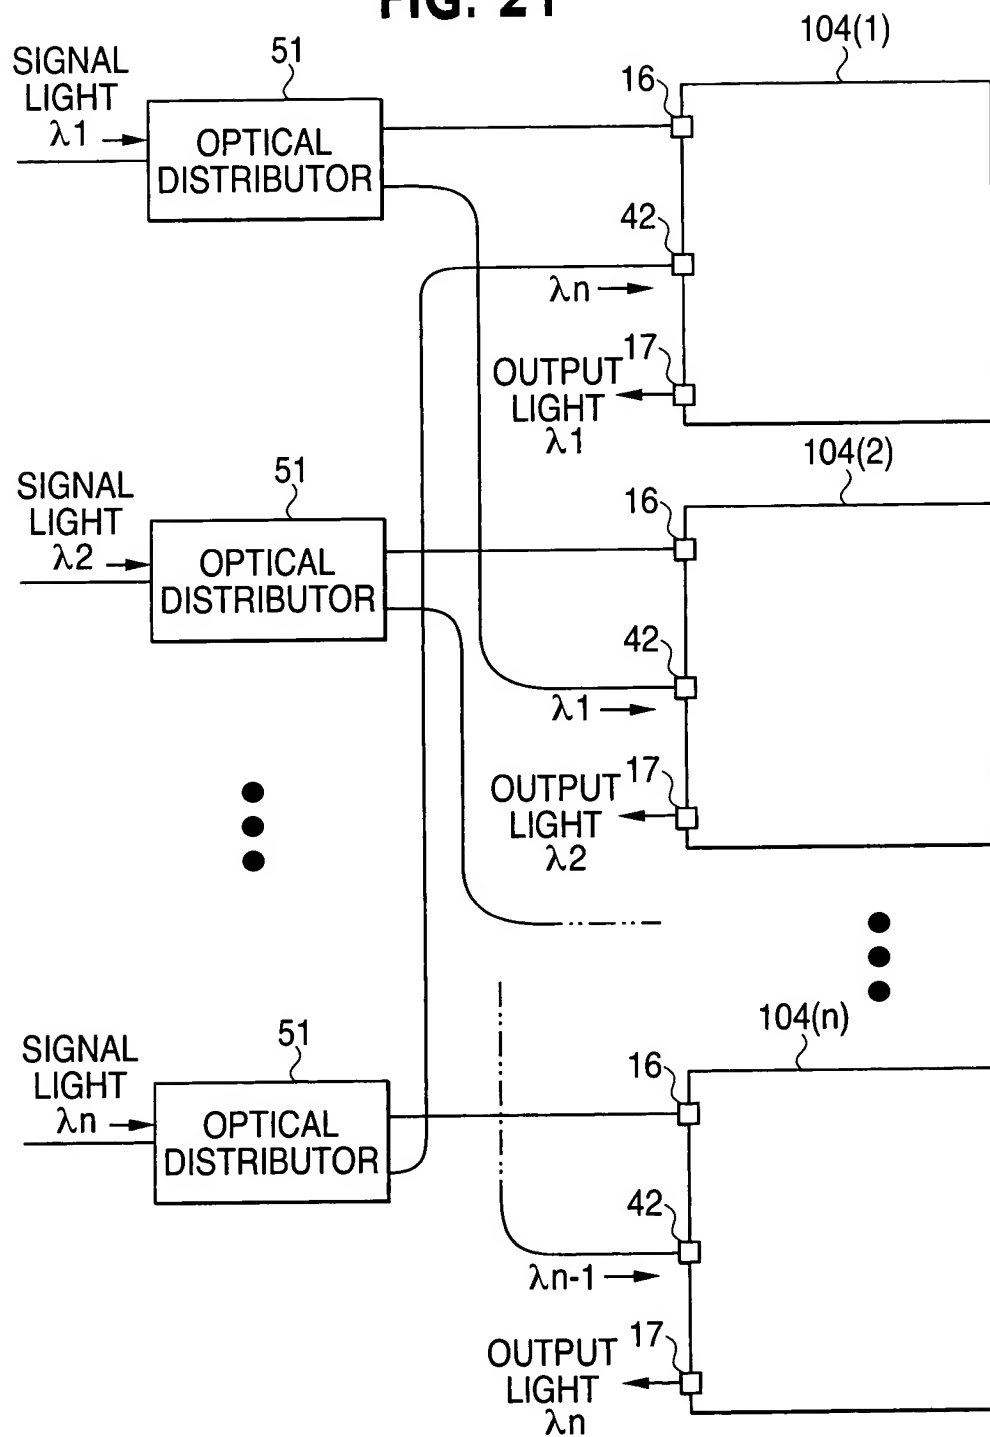 FIG. 21
104(1)
SIGNAL
LIGHT
λ1
51
OPTICAL
DISTRIBUTOR
16
42
λn
17
OUTPUT
LIGHT
λ1
104(2)
SIGNAL
LIGHT
λ2
51
OPTICAL
DISTRIBUTOR
16
42
λ1
17
OUTPUT
LIGHT
λ2
104(n)
SIGNAL
LIGHT
λn
51
OPTICAL
DISTRIBUTOR
16
42
λn-1
17
OUTPUT
LIGHT
λn